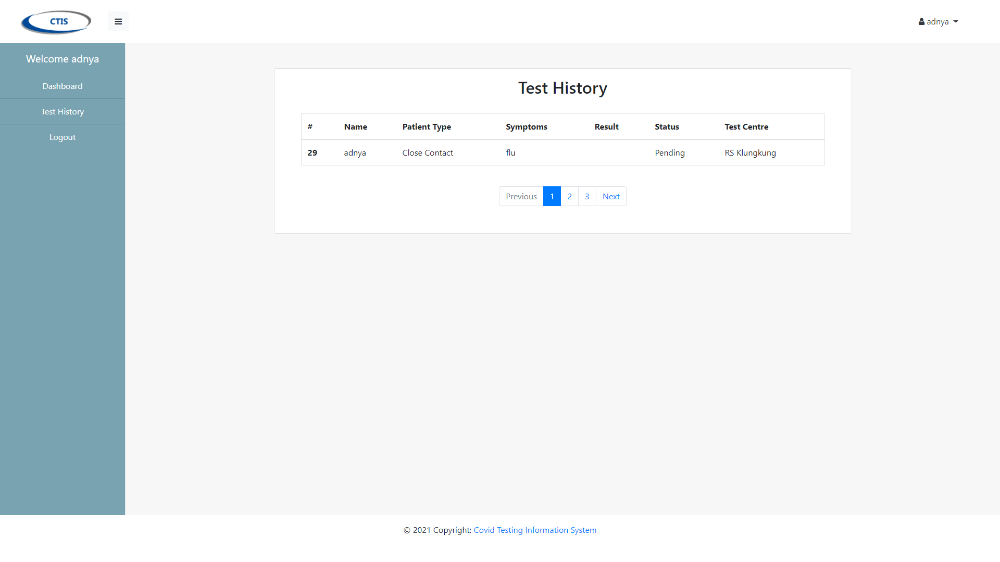 CTIS
adnya
Welcome adnya
Dashboard
Test History
Logout
Test History
# Name Patient Type Symptoms Result Status Test Centre
29 adnya Close Contact flu Pending RS Klungkung
Previous 1 2 3 Next
© 2021 Copyright: Covid Testing Information System